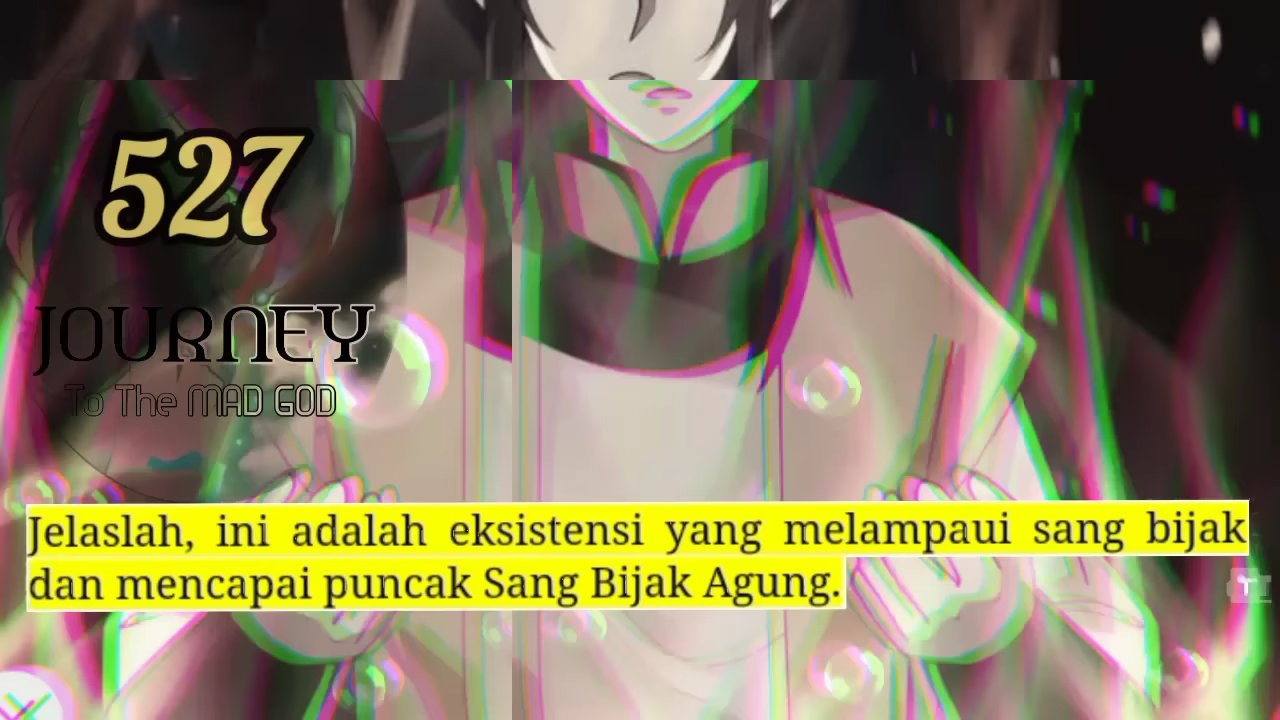 527
JOURNEY
To The MAD GOD
Jelaslah, ini adalah eksistensi yang melampaui sang bijak
dan mencapai puncak Sang Bijak Agung.